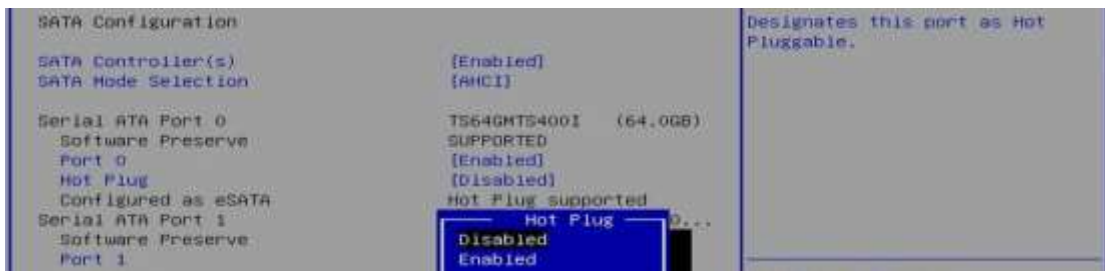 SATA Configuration
Designates this port as Hot
Pluggable.
SATA Controller(s) [Enabled]
SATA Mode Selection [AHCI]
Serial ATA Port 0 TS64GMTS400I (64.0GB)
Software Preserve SUPPORTED
Port 0 [Enabled]
Hot Plug [Disabled]
Configured as eSATA Hot Plug supported
Serial ATA Port 1
Hot Plug
Software Preserve
Disabled
Port 1
Enabled